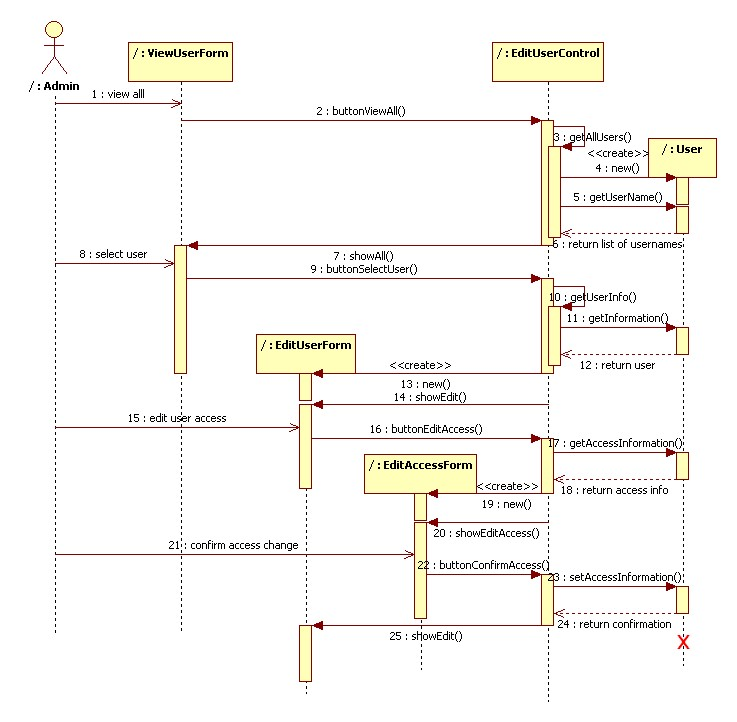 / : Admin
/ : ViewUserForm
/ : EditUserControl
1 : view alll
2 : buttonViewAll()
3 : getAllUsers()
<<create>>
/ : User
4 : new()
5 : getUserName()
6 : return list of usernames
7 : showAll()
8 : select user
9 : buttonSelectUser()
10 : getUserInfo()
11 : getInformation()
/ : EditUserForm
12 : return user
<<create>>
13 : new()
14 : showEdit()
15 : edit user access
16 : buttonEditAccess()
17 : getAccessInformation()
/ : EditAccessForm
<<create>>
18 : return access info
19 : new()
20 : showEditAccess()
21 : confirm access change
22 : buttonConfirmAccess()
23 : setAccessInformation()
24 : return confirmation
25 : showEdit()
X